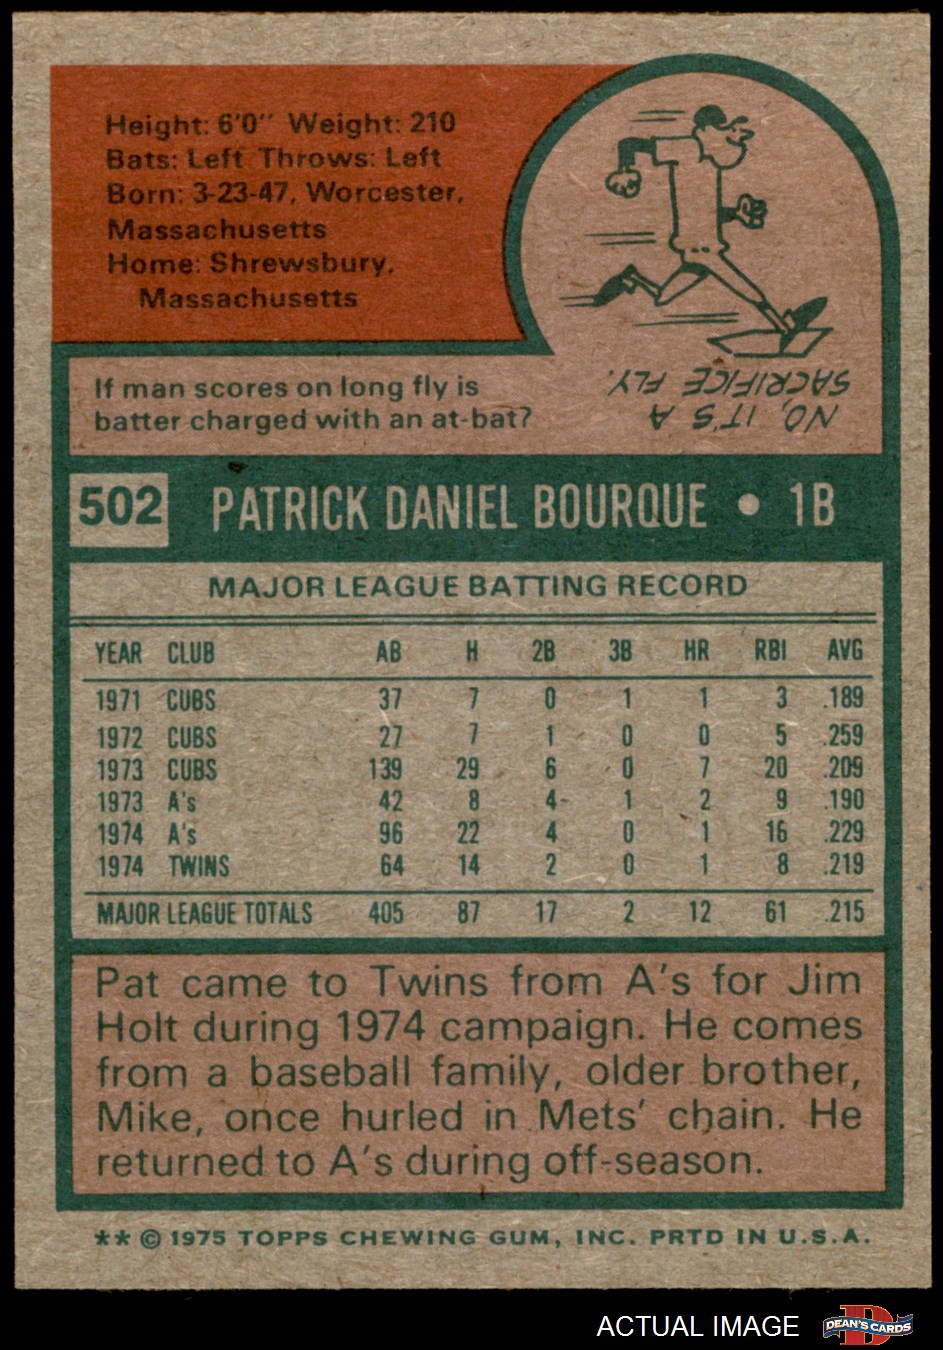 Height: 6'0" Weight: 210
Bats: Left Throws: Left
Born: 3-23-47, Worcester,
Massachusetts
Home: Shrewsbury,
Massachusetts
If man scores on long fly is
batter charged with an at-bat?
NO, IT'S A
SACRIFICE FLY.
502 PATRICK DANIEL BOURQUE • 1B
MAJOR LEAGUE BATTING RECORD
YEAR CLUB AB H 2B 3B HR RBI AVG
1971 CUBS 37 7 0 1 1 3 .189
1972 CUBS 27 7 1 0 0 5 .259
1973 CUBS 139 29 6 0 7 20 .209
1973 A's 42 8 4 1 2 9 .190
1974 A's 96 22 4 0 1 16 .229
1974 TWINS 64 14 2 0 1 8 .219
MAJOR LEAGUE TOTALS 405 87 17 2 12 61 .215
Pat came to Twins from A's for Jim
Holt during 1974 campaign. He comes
from a baseball family, older brother,
Mike, once hurled in Mets' chain. He
returned to A's during off-season.
** © 1975 TOPPS CHEWING GUM, INC. PRTD IN U.S.A.
ACTUAL IMAGE
D
DEAN'S CARDS